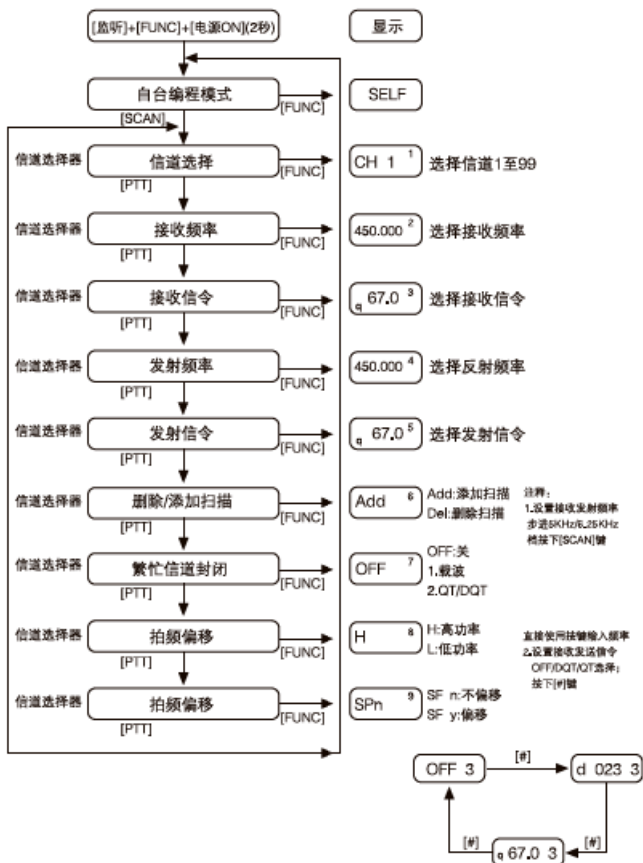 [监听]+[FUNC]+[电源ON](2秒)
显示
自台编程模式
[FUNC]
SELF
[SCAN]
信道选择器
信道选择
[FUNC]
CH 1 1
选择信道1至99
[PTT]
信道选择器
接收频率
[FUNC]
450.000 2
选择接收频率
[PTT]
信道选择器
接收信令
[FUNC]
q 67.0 3
选择接收信令
[PTT]
信道选择器
发射频率
[FUNC]
450.000 4
选择反射频率
[PTT]
信道选择器
发射信令
[FUNC]
q 67.0 5
选择发射信令
[PTT]
信道选择器
删除/添加扫描
[FUNC]
Add 6
Add:添加扫描
Del:删除扫描
[PTT]
注释:
1.设置接收发射频率
步进5KHz/6.25KHz
稍按下[SCAN]键
信道选择器
繁忙信道封闭
[FUNC]
OFF 7
OFF:关
1.载波
2.QT/DQT
[PTT]
信道选择器
拍频偏移
[FUNC]
H 8
H:高功率
L:低功率
[PTT]
直接使用按键输入频率
2.设置接收发送信令
OFF/DQT/QT选择;
按下[#]键
信道选择器
拍频偏移
[FUNC]
SPn 9
SF n:不偏移
SF y:偏移
[PTT]
OFF 3
[#]
d 023 3
[#]
q 67.0 3
[#]